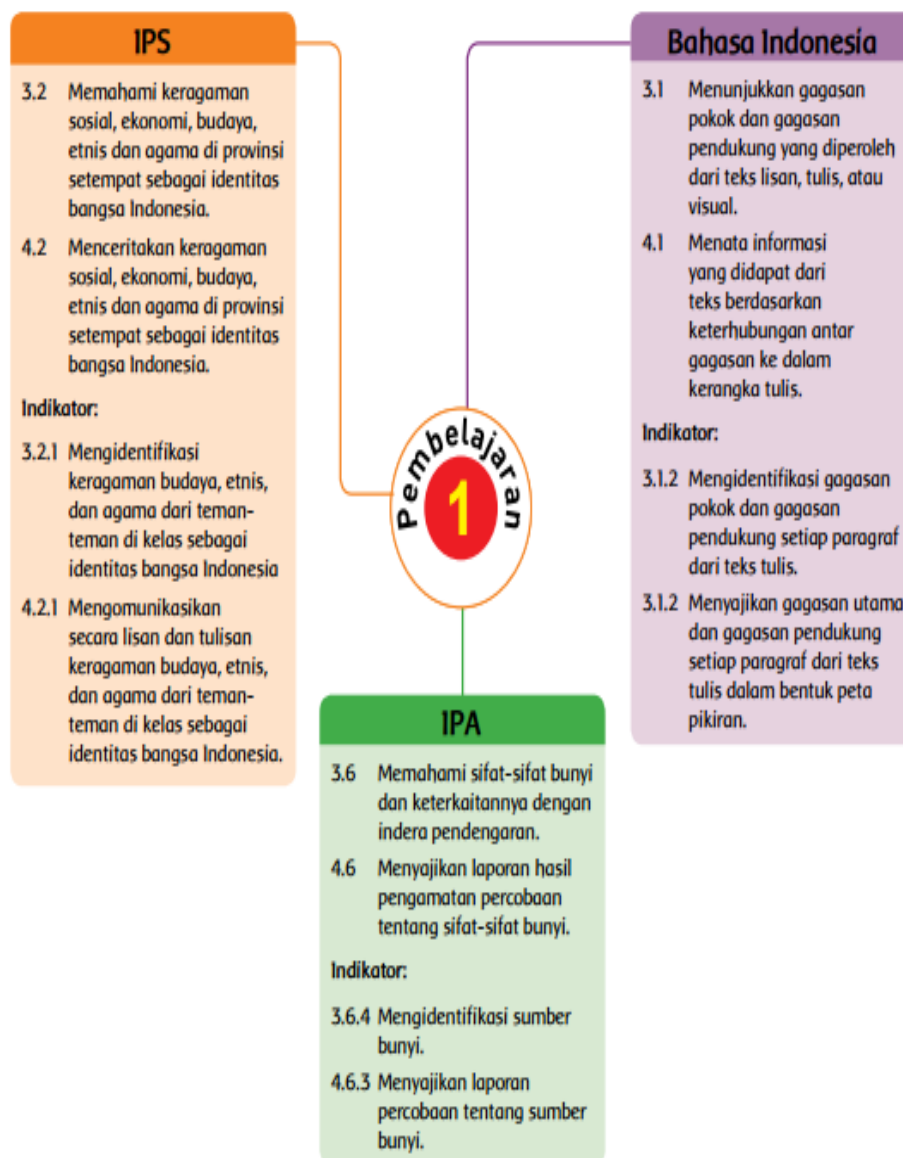 IPS
3.2 Memahami keragaman
sosial, ekonomi, budaya,
etnis dan agama di provinsi
setempat sebagai identitas
bangsa Indonesia.
4.2 Menceritakan keragaman
sosial, ekonomi, budaya,
etnis dan agama di provinsi
setempat sebagai identitas
bangsa Indonesia.
Indikator:
3.2.1 Mengidentifikasi
keragaman budaya, etnis,
dan agama dari teman-
teman di kelas sebagai
identitas bangsa Indonesia
4.2.1 Mengomunikasikan
secara lisan dan tulisan
keragaman budaya, etnis,
dan agama dari teman-
teman di kelas sebagai
identitas bangsa Indonesia.
Bahasa Indonesia
3.1 Menunjukkan gagasan
pokok dan gagasan
pendukung yang diperoleh
dari teks lisan, tulis, atau
visual.
4.1 Menata informasi
yang didapat dari
teks berdasarkan
keterhubungan antar
gagasan ke dalam
kerangka tulis.
Indikator:
3.1.2 Mengidentifikasi gagasan
pokok dan gagasan
pendukung setiap paragraf
dari teks tulis.
3.1.2 Menyajikan gagasan utama
dan gagasan pendukung
setiap paragraf dari teks
tulis dalam bentuk peta
pikiran.
Pembelajaran
1
IPA
3.6 Memahami sifat-sifat bunyi
dan keterkaitannya dengan
indera pendengaran.
4.6 Menyajikan laporan hasil
pengamatan percobaan
tentang sifat-sifat bunyi.
Indikator:
3.6.4 Mengidentifikasi sumber
bunyi.
4.6.3 Menyajikan laporan
percobaan tentang sumber
bunyi.